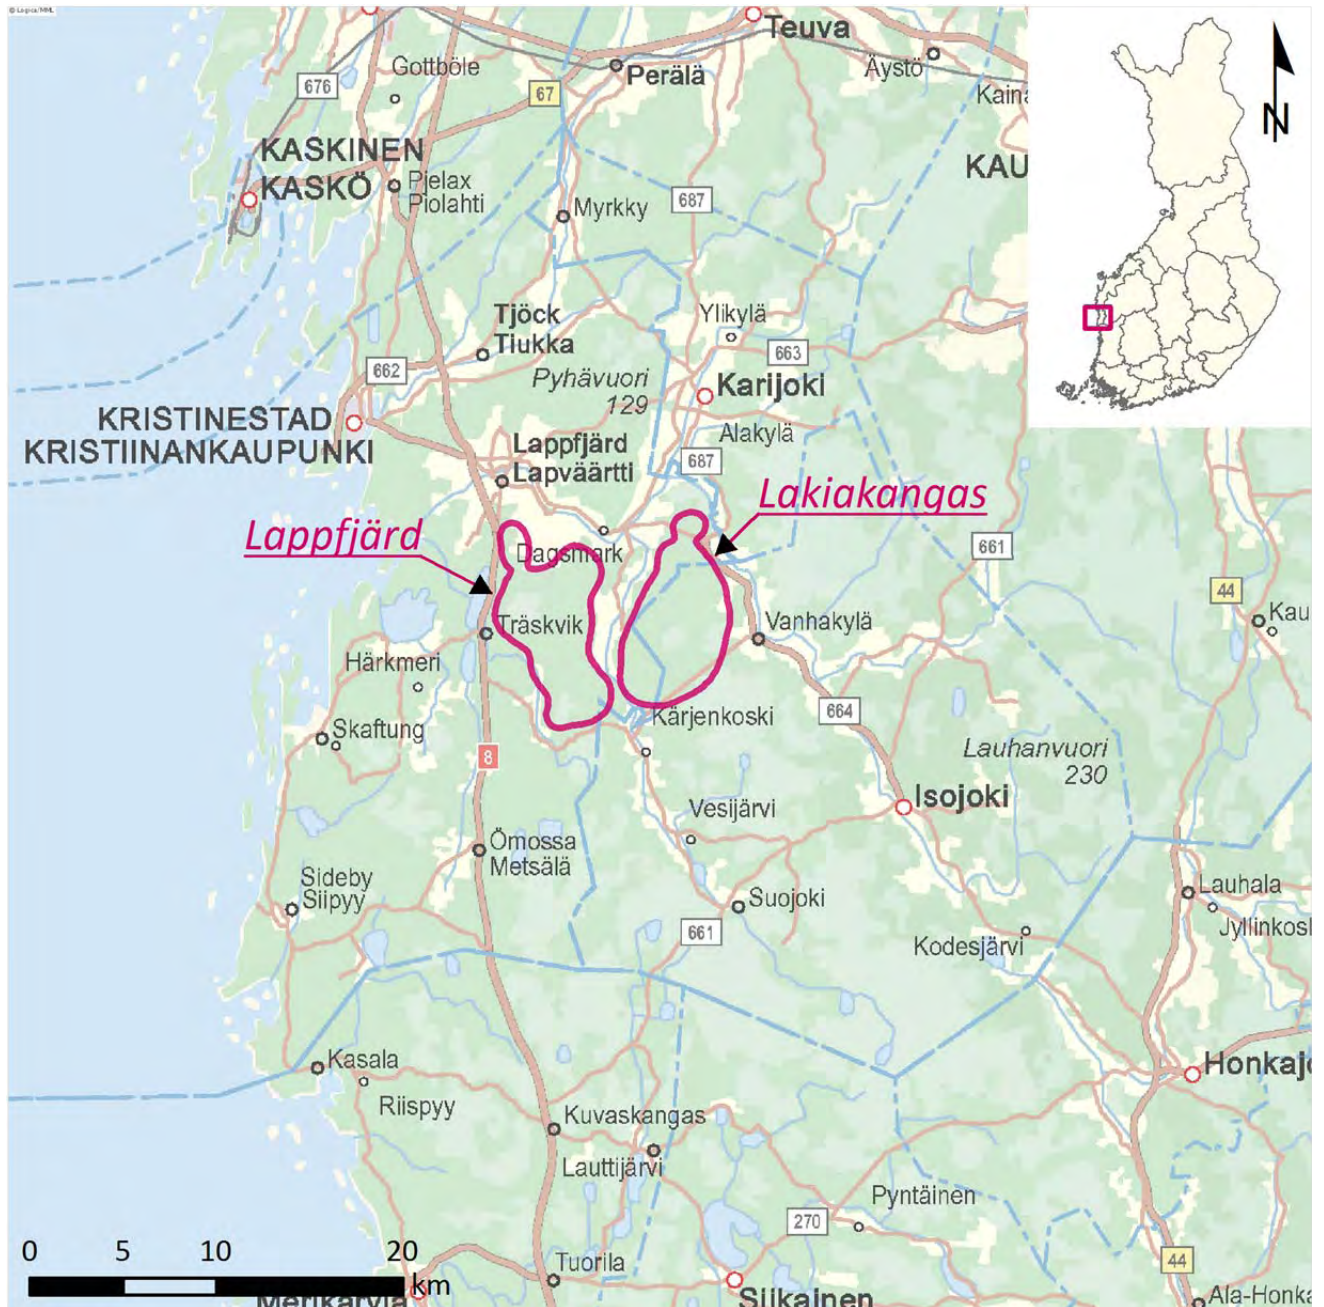 © Logica/MML
Teuva
Gottböle
Perälä
Äystö
676
67
KASKINEN
KASKÖ
KAU
Pjelax
Piolahti
Myrkky
687
N
Tjöck
Tiukka
Ylikylä
663
662
Pyhävuori
129
Karijoki
KRISTINESTAD
KRISTIINANKAUPUNKI
Alakylä
Lappfjärd
Lapväärtti
687
Lakiakangas
Lappfjärd
Dagsmark
661
44
Kau
Träskvik
Vanhakylä
Härkmeri
664
Kärjenkoski
Skaftung
8
Lauhanvuori
230
Isojoki
Vesijärvi
Ömossa
Metsälä
Sideby
Siipyy
Suojoki
Lauhala
661
Kodesjärvi
Kasala
Honkajo
Riispyy
Kuvaskangas
Lauttijärvi
Pyntäinen
270
0 5 10 20
km
Tuorila
44
Merikarvia
Siikainen
Ala-Honka